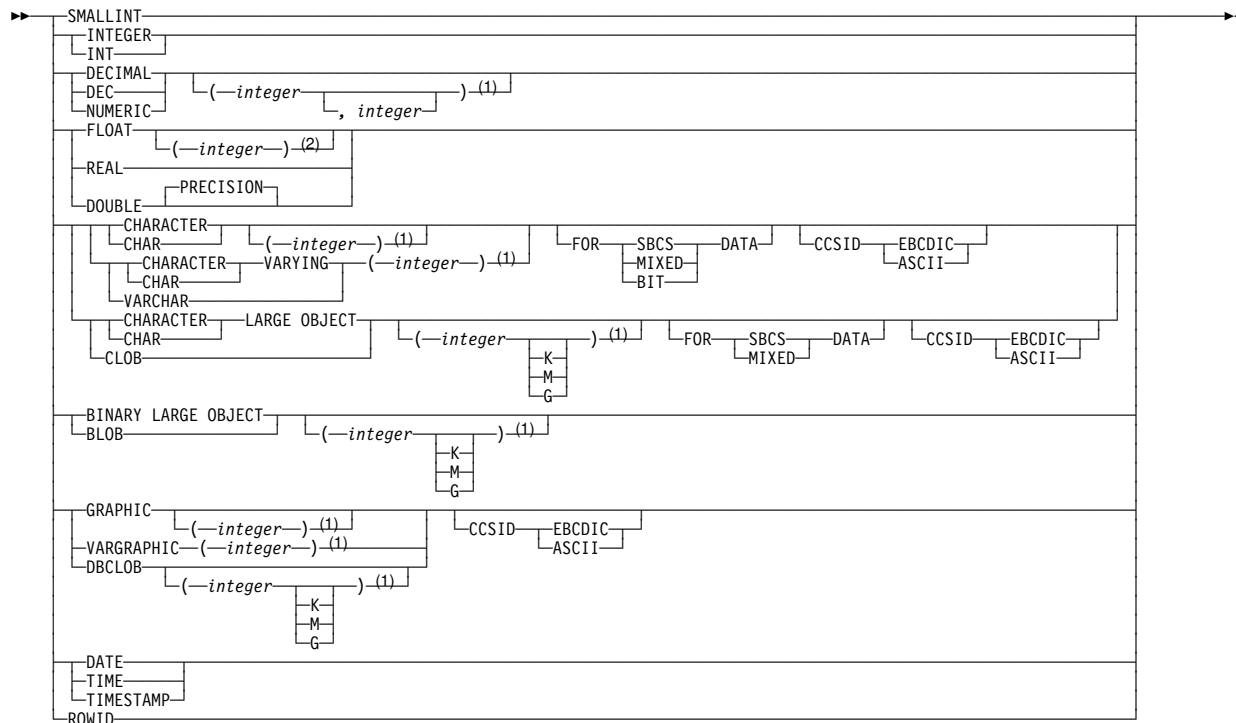 SMALLINT
INTEGER
INT
DECIMAL
DEC ( integer ) (1)
NUMERIC , integer
FLOAT
( integer ) (2)
REAL
PRECISION
DOUBLE
CHARACTER
CHAR ( integer ) (1) FOR SBCS DATA CCSID EBCDIC
CHARACTER VARYING ( integer ) (1) MIXED ASCII
CHAR BIT
VARCHAR
CHARACTER LARGE OBJECT
CHAR ( integer ) (1) FOR SBCS DATA CCSID EBCDIC
CLOB K MIXED ASCII
M
G
BINARY LARGE OBJECT
BLOB ( integer ) (1)
K
M
G
GRAPHIC
( integer ) (1) CCSID EBCDIC
VARGRAPHIC ( integer ) (1) ASCII
DBCLOB
( integer ) (1)
K
M
G
DATE
TIME
TIMESTAMP
ROWID